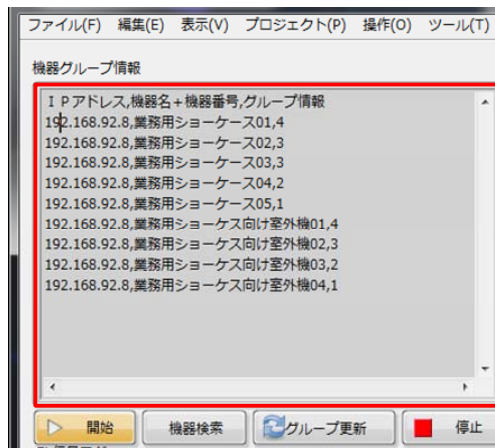 ファイル(F) 編集(E) 表示(V) プロジェクト(P) 操作(O) ツール(T)
機器グループ情報
ＩＰアドレス,機器名+機器番号,グループ情報
192.168.92.8,業務用ショーケース01,4
192.168.92.8,業務用ショーケース02,3
192.168.92.8,業務用ショーケース03,3
192.168.92.8,業務用ショーケース04,2
192.168.92.8,業務用ショーケース05,1
192.168.92.8,業務用ショーケース向け室外機01,4
192.168.92.8,業務用ショーケース向け室外機02,3
192.168.92.8,業務用ショーケース向け室外機03,2
192.168.92.8,業務用ショーケース向け室外機04,1
開始 機器検索 グループ更新 停止